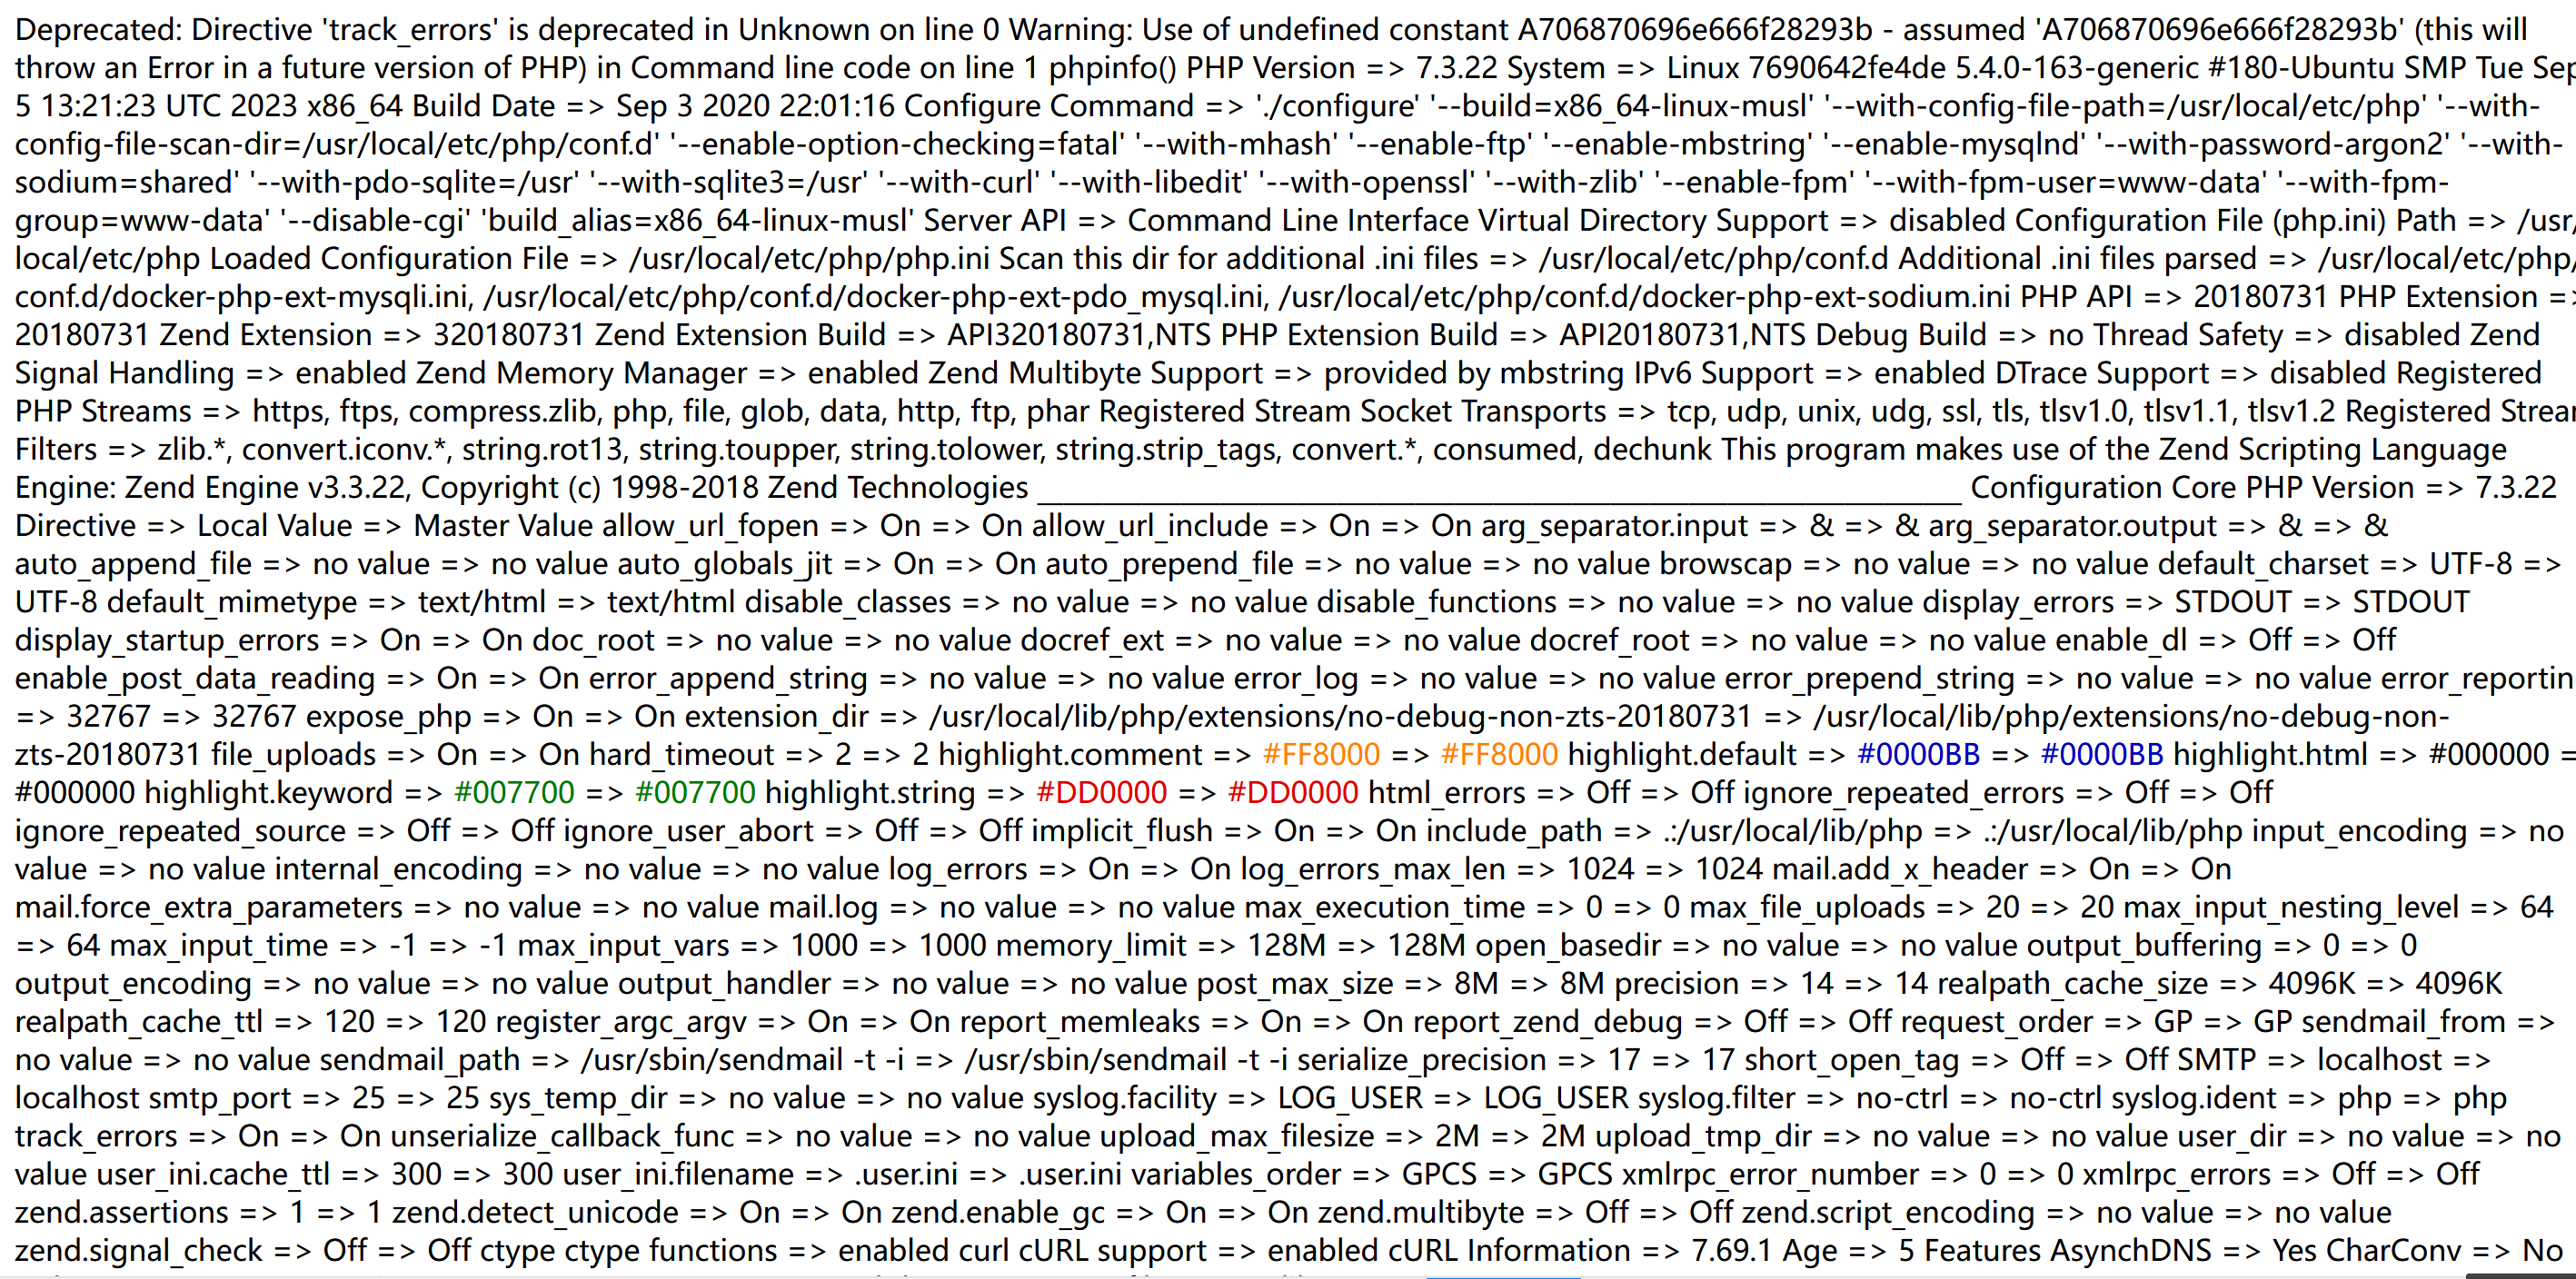 Deprecated: Directive 'track_errors' is deprecated in Unknown on line 0 Warning: Use of undefined constant A706870696e666f28293b - assumed 'A706870696e666f28293b' (this will
throw an Error in a future version of PHP) in Command line code on line 1 phpinfo() PHP Version => 7.3.22 System => Linux 7690642fe4de 5.4.0-163-generic #180-Ubuntu SMP Tue Sep
5 13:21:23 UTC 2023 x86_64 Build Date => Sep 3 2020 22:01:16 Configure Command => './configure' '--build=x86_64-linux-musl' '--with-config-file-path=/usr/local/etc/php' '--with-
config-file-scan-dir=/usr/local/etc/php/conf.d' '--enable-option-checking=fatal' '--with-mhash' '--enable-ftp' '--enable-mbstring' '--enable-mysqlnd' '--with-password-argon2' '--with-
sodium=shared' '--with-pdo-sqlite=/usr' '--with-sqlite3=/usr' '--with-curl' '--with-libedit' '--with-openssl' '--with-zlib' '--enable-fpm' '--with-fpm-user=www-data' '--with-fpm-
group=www-data' '--disable-cgi' 'build_alias=x86_64-linux-musl' Server API => Command Line Interface Virtual Directory Support => disabled Configuration File (php.ini) Path => /usr/
local/etc/php Loaded Configuration File => /usr/local/etc/php/php.ini Scan this dir for additional .ini files => /usr/local/etc/php/conf.d Additional .ini files parsed => /usr/local/etc/php/
conf.d/docker-php-ext-mysqli.ini, /usr/local/etc/php/conf.d/docker-php-ext-pdo_mysql.ini, /usr/local/etc/php/conf.d/docker-php-ext-sodium.ini PHP API => 20180731 PHP Extension =>
20180731 Zend Extension => 320180731 Zend Extension Build => API320180731,NTS PHP Extension Build => API20180731,NTS Debug Build => no Thread Safety => disabled Zend
Signal Handling => enabled Zend Memory Manager => enabled Zend Multibyte Support => provided by mbstring IPv6 Support => enabled DTrace Support => disabled Registered
PHP Streams => https, ftps, compress.zlib, php, file, glob, data, http, ftp, phar Registered Stream Socket Transports => tcp, udp, unix, udg, ssl, tls, tlsv1.0, tlsv1.1, tlsv1.2 Registered Stream
Filters => zlib.*, convert.iconv.*, string.rot13, string.toupper, string.tolower, string.strip_tags, convert.*, consumed, dechunk This program makes use of the Zend Scripting Language
Engine: Zend Engine v3.3.22, Copyright (c) 1998-2018 Zend Technologies _______________________________________________________________________ Configuration Core PHP Version => 7.3.22
Directive => Local Value => Master Value allow_url_fopen => On => On allow_url_include => On => On arg_separator.input => & => & arg_separator.output => & => &
auto_append_file => no value => no value auto_globals_jit => On => On auto_prepend_file => no value => no value browscap => no value => no value default_charset => UTF-8 =>
UTF-8 default_mimetype => text/html => text/html disable_classes => no value => no value disable_functions => no value => no value display_errors => STDOUT => STDOUT
display_startup_errors => On => On doc_root => no value => no value docref_ext => no value => no value docref_root => no value => no value enable_dl => Off => Off
enable_post_data_reading => On => On error_append_string => no value => no value error_log => no value => no value error_prepend_string => no value => no value error_reportin
=> 32767 => 32767 expose_php => On => On extension_dir => /usr/local/lib/php/extensions/no-debug-non-zts-20180731 => /usr/local/lib/php/extensions/no-debug-non-
zts-20180731 file_uploads => On => On hard_timeout => 2 => 2 highlight.comment => #FF8000 => #FF8000 highlight.default => #0000BB => #0000BB highlight.html => #000000 =
#000000 highlight.keyword => #007700 => #007700 highlight.string => #DD0000 => #DD0000 html_errors => Off => Off ignore_repeated_errors => Off => Off
ignore_repeated_source => Off => Off ignore_user_abort => Off => Off implicit_flush => On => On include_path => .:/usr/local/lib/php => .:/usr/local/lib/php input_encoding => no
value => no value internal_encoding => no value => no value log_errors => On => On log_errors_max_len => 1024 => 1024 mail.add_x_header => On => On
mail.force_extra_parameters => no value => no value mail.log => no value => no value max_execution_time => 0 => 0 max_file_uploads => 20 => 20 max_input_nesting_level => 64
=> 64 max_input_time => -1 => -1 max_input_vars => 1000 => 1000 memory_limit => 128M => 128M open_basedir => no value => no value output_buffering => 0 => 0
output_encoding => no value => no value output_handler => no value => no value post_max_size => 8M => 8M precision => 14 => 14 realpath_cache_size => 4096K => 4096K
realpath_cache_ttl => 120 => 120 register_argc_argv => On => On report_memleaks => On => On report_zend_debug => Off => Off request_order => GP => GP sendmail_from =>
no value => no value sendmail_path => /usr/sbin/sendmail -t -i => /usr/sbin/sendmail -t -i serialize_precision => 17 => 17 short_open_tag => Off => Off SMTP => localhost =>
localhost smtp_port => 25 => 25 sys_temp_dir => no value => no value syslog.facility => LOG_USER => LOG_USER syslog.filter => no-ctrl => no-ctrl syslog.ident => php => php
track_errors => On => On unserialize_callback_func => no value => no value upload_max_filesize => 2M => 2M upload_tmp_dir => no value => no value user_dir => no value => no
value user_ini.cache_ttl => 300 => 300 user_ini.filename => .user.ini => .user.ini variables_order => GPCS => GPCS xmlrpc_error_number => 0 => 0 xmlrpc_errors => Off => Off
zend.assertions => 1 => 1 zend.detect_unicode => On => On zend.enable_gc => On => On zend.multibyte => Off => Off zend.script_encoding => no value => no value
zend.signal_check => Off => Off ctype ctype functions => enabled curl cURL support => enabled cURL Information => 7.69.1 Age => 5 Features AsynchDNS => Yes CharConv => No